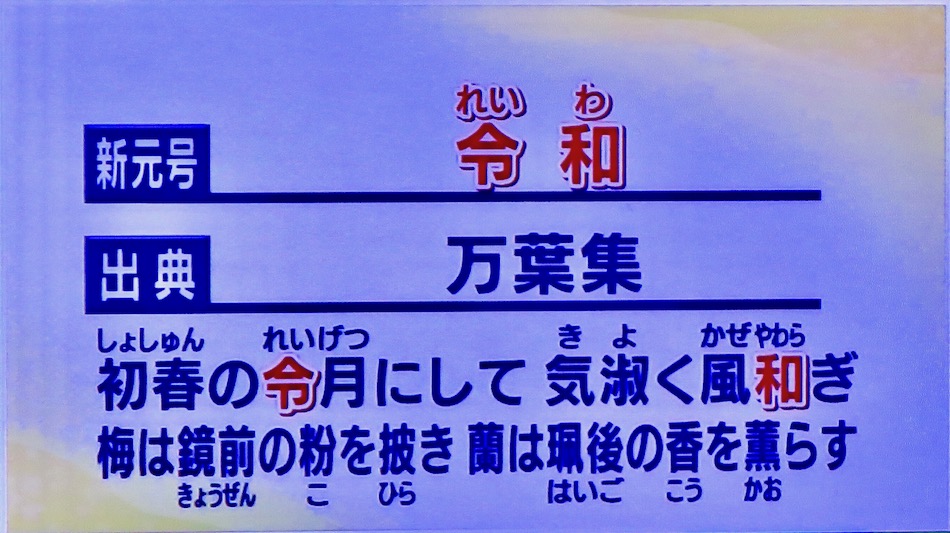 れい わ
新元号 令和
出典 万葉集
しょしゅん れいげつ き よ かぜ やわら
初春の令月にして 気淑く風和ぎ
梅は鏡前の粉を披き 蘭は珮後の香を薫らす
きょうぜん こ ひら はいご こう かお